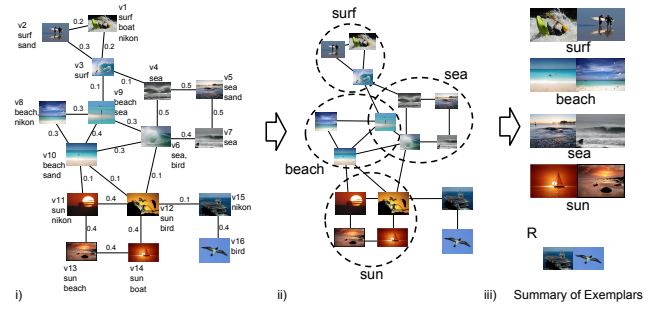 v1
surf
boat
nikon
v2
surf
sand
0.2
0.3
0.2
v3
surf
0.1
v4
sea
0.5
v5
sea
sand
0.1
v9
beach
sea
0.5
0.5
v8
beach,
nikon
0.3
0.3
0.4
0.3
0.4
v7
sea
v6
sea,
bird
v10
beach
sand
0.1
0.1
0.1
v11
sun
nikon
0.4
v12
sun
bird
v15
nikon
0.4
0.4
0.4
v16
bird
0.4
v13
sun
beach
v14
sun
boat
i)
surf
sea
beach
sun
ii)
surf
beach
sea
sun
R
iii) Summary of Exemplars